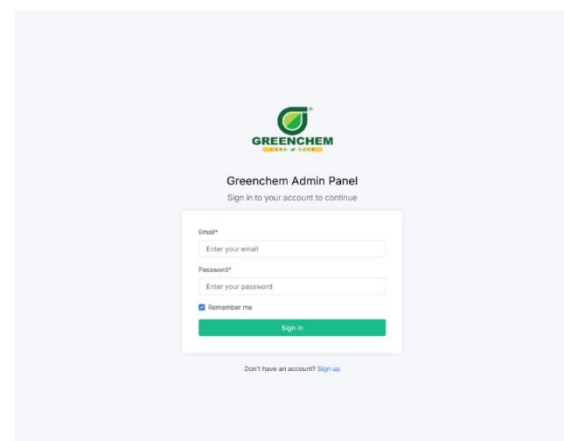 GREENCHEM
Greenchem Admin Panel
Sign in to your account to continue
Email*
Enter your email
Password*
Enter your password
Remember me
Sign in
Don't have an account? Sign up